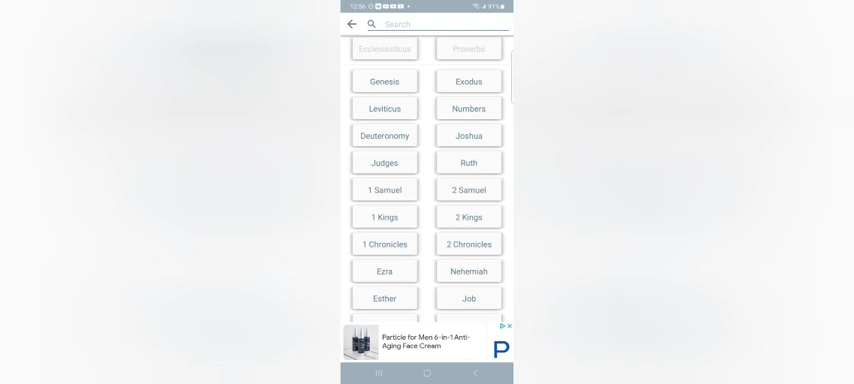 12:56
91%
Search
Ecclesiasticus Proverbs
Genesis Exodus
Leviticus Numbers
Deuteronomy Joshua
Judges Ruth
1 Samuel 2 Samuel
1 Kings 2 Kings
1 Chronicles 2 Chronicles
Ezra Nehemiah
Esther Job
Particle for Men 6-in-1 Anti-
Aging Face Cream
P